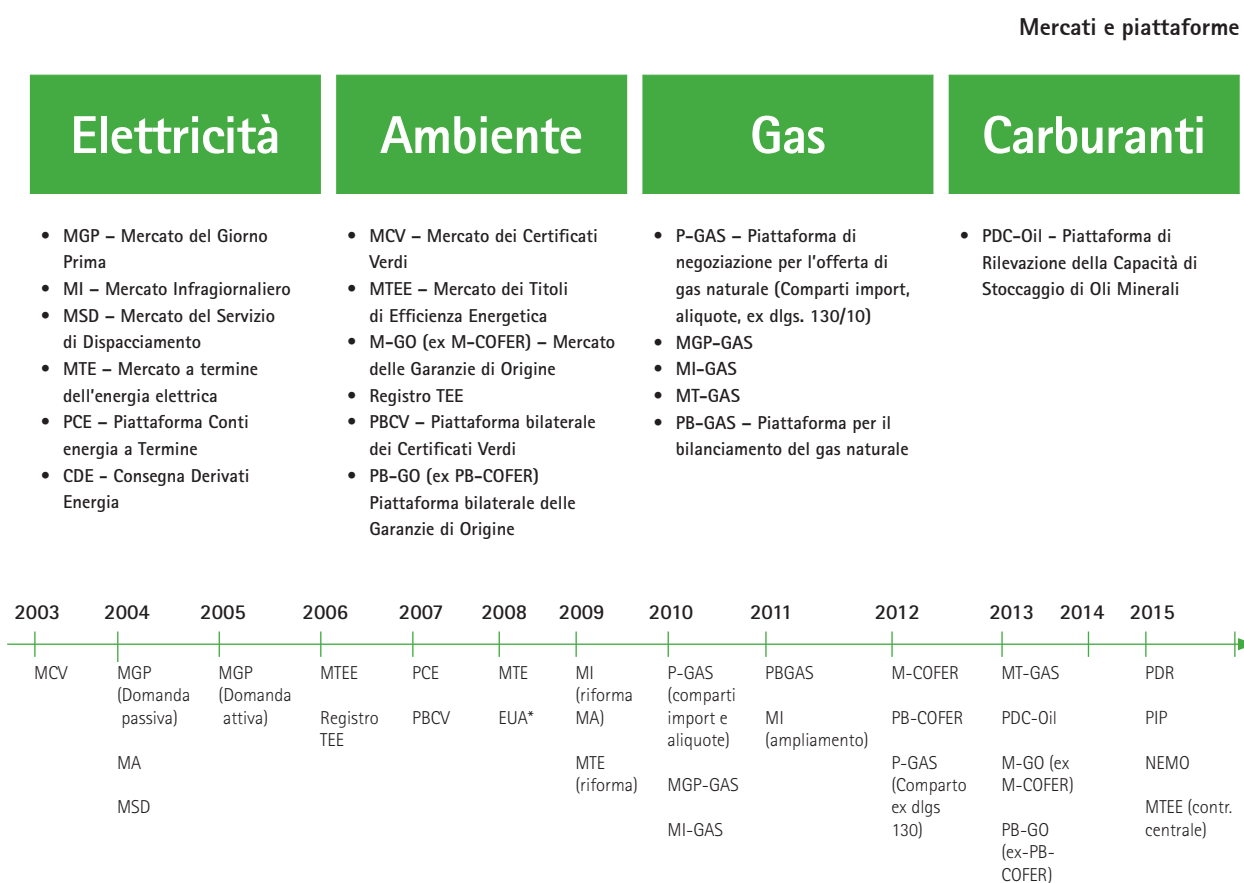 Mercati e piattaforme
Elettricità
• MGP – Mercato del Giorno
Prima
• MI – Mercato Infragiornaliero
• MSD – Mercato del Servizio
di Dispacciamento
• MTE – Mercato a termine
dell'energia elettrica
• PCE – Piattaforma Conti
energia a Termine
• CDE - Consegna Derivati
Energia
Ambiente
• MCV – Mercato dei Certificati
Verdi
• MTEE – Mercato dei Titoli
di Efficienza Energetica
• M-GO (ex M-COFER) – Mercato
delle Garanzie di Origine
• Registro TEE
• PBCV – Piattaforma bilaterale
dei Certificati Verdi
• PB-GO (ex PB-COFER)
Piattaforma bilaterale delle
Garanzie di Origine
Gas
• P-GAS – Piattaforma di
negoziazione per l'offerta di
gas naturale (Comparti import,
aliquote, ex dlgs. 130/10)
• MGP-GAS
• MI-GAS
• MT-GAS
• PB-GAS – Piattaforma per il
bilanciamento del gas naturale
Carburanti
• PDC-Oil - Piattaforma di
Rilevazione della Capacità di
Stoccaggio di Oli Minerali
2003
MCV
2004
MGP
(Domanda
passiva)
MA
MSD
2005
MGP
(Domanda
attiva)
2006
MTEE
Registro
TEE
2007
PCE
PBCV
2008
MTE
EUA*
2009
MI
(riforma
MA)
MTE
(riforma)
2010
P-GAS
(comparti
import e
aliquote)
MGP-GAS
MI-GAS
2011
PBGAS
MI
(ampliamento)
2012
M-COFER
PB-COFER
P-GAS
(Comparto
ex dlgs
130)
2013
MT-GAS
PDC-Oil
M-GO (ex
M-COFER)
PB-GO
(ex-PB-
COFER)
2014
2015
PDR
PIP
NEMO
MTEE (contr.
centrale)